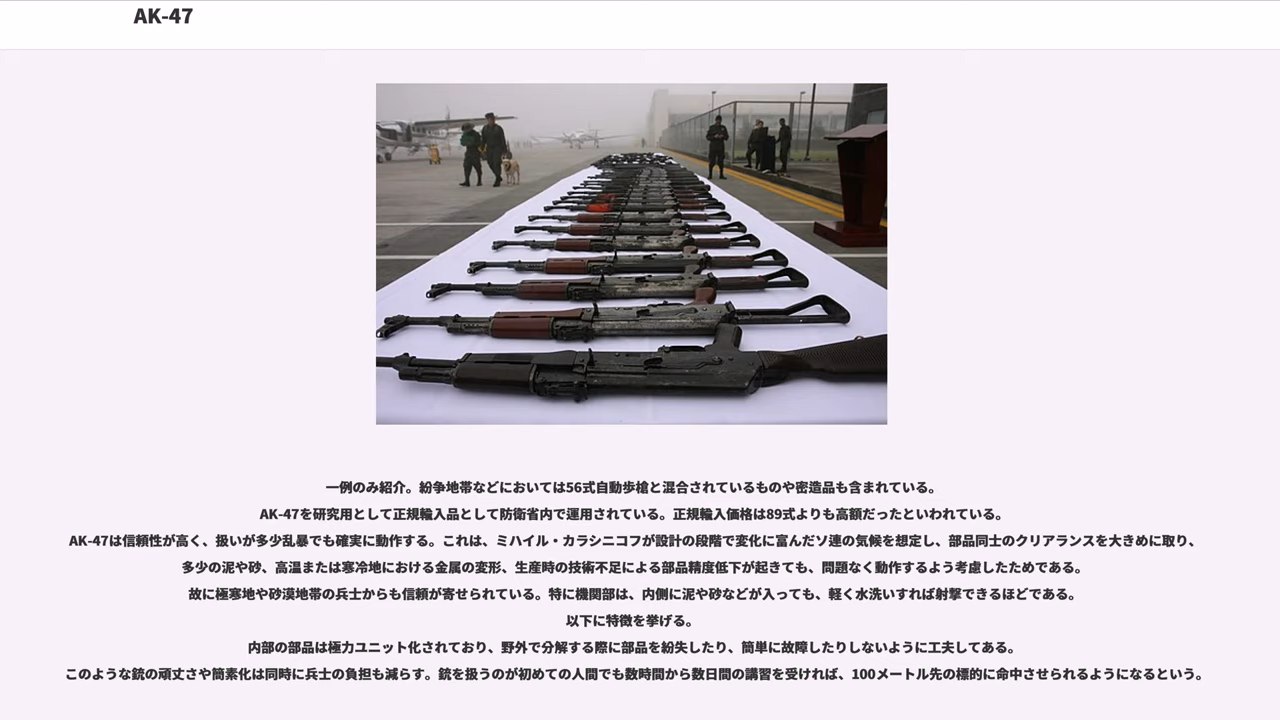 AK-47
一例のみ紹介。紛争地帯などにおいては56式自動歩槍と混合されているものや密造品も含まれている。
AK-47を研究用として正規輪入品として防衛省内で運用されている。正規輪入価格は89式よりも高額だったといわれている。
AK-47は信頼性が高く、扱いが多少乱暴でも確実に動作する。これは、ミハイル・カラシニコフが設計の段階で変化に富んだソ連の気候を想定し、部品同士のクリアランスを大きめに取り、
多少の泥や砂、高温または寒冷地における金属の変形、生産時の技術不足による部品精度低下が起きても、問題なく動作するよう考慮したためである。
故に極寒地や砂漠地帯の兵士からも信頼が寄せられている。特に機関部は、内側に泥や砂などが入っても、軽く水洗いすれば射撃できるほどである。
以下に特徴を挙げる。
内部の部品は極力ユニット化されており、野外で分解する際に部品を紛失したり、簡単に故障したりしないように工夫してある。
このような銃の頑丈さや簡素化は同時に兵士の負担も減らす。銃を扱うのが初めての人間でも数時間から数日間の講習を受ければ、100メートル先の標的に命中させられるようになるという。